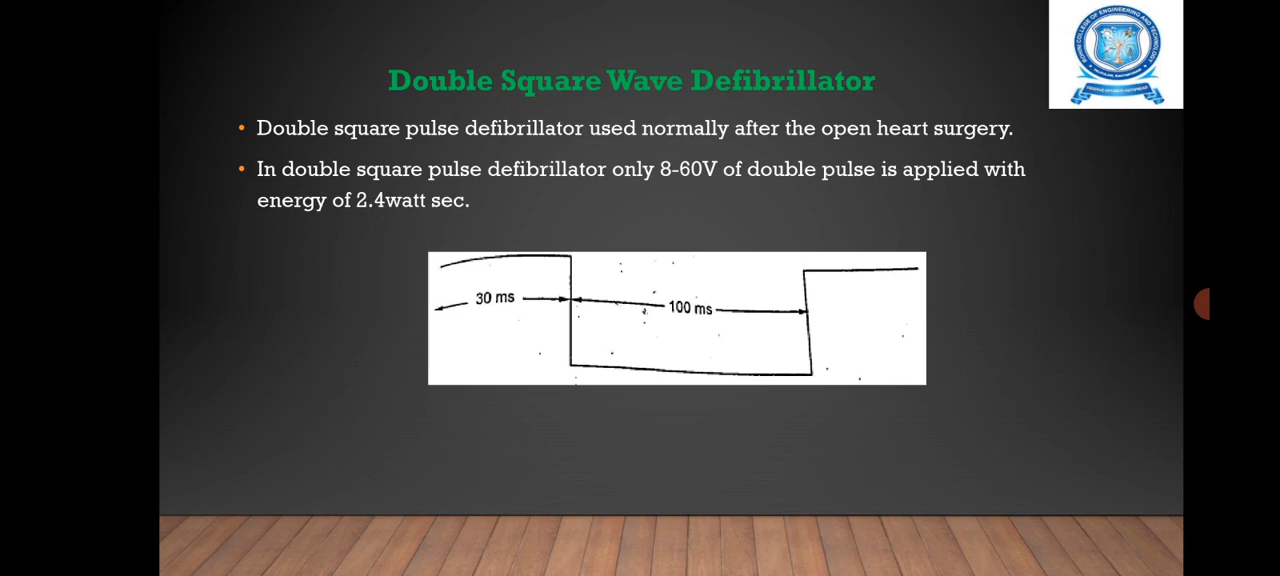 Double Square Wave Defibrillator
• Double square pulse defibrillator used normally after the open heart surgery.
• In double square pulse defibrillator only 8-60V of double pulse is applied with
energy of 2.4watt sec.
30 ms
100 ms